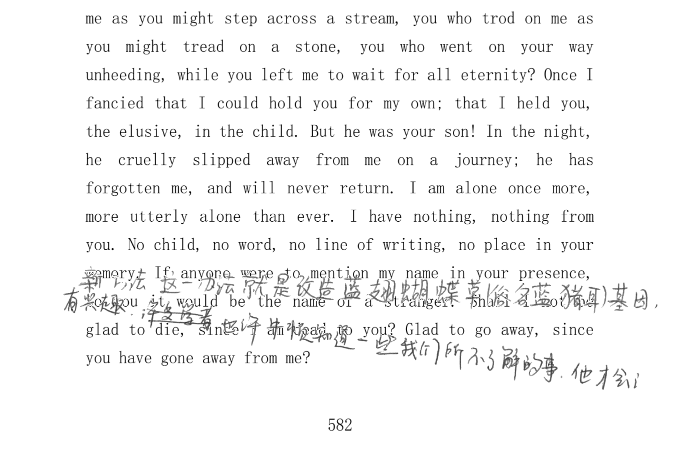 me as you might step across a stream, you who trod on me as
you might tread on a stone, you who went on your way
unheeding, while you left me to wait for all eternity? Once I
fancied that I could hold you for my own; that I held you,
the elusive, in the child. But he was your son! In the night,
he cruelly slipped away from me on a journey; he has
forgotten me, and will never return. I am alone once more,
more utterly alone than ever. I have nothing, nothing from
you. No child, no word, no line of writing, no place in your
memory. If anyone were to mention my name in your presence,
新办法 这一办法就是改造蓝翅蝴蝶草(俗名蓝猪耳)基因,
you it would be the name of a stranger. Shall I not be
有兴趣. 许多信者 也许牛顿知道一些我们所不了解的事. 他才会
glad to die, since I am dead to you? Glad to go away, since
you have gone away from me?
582